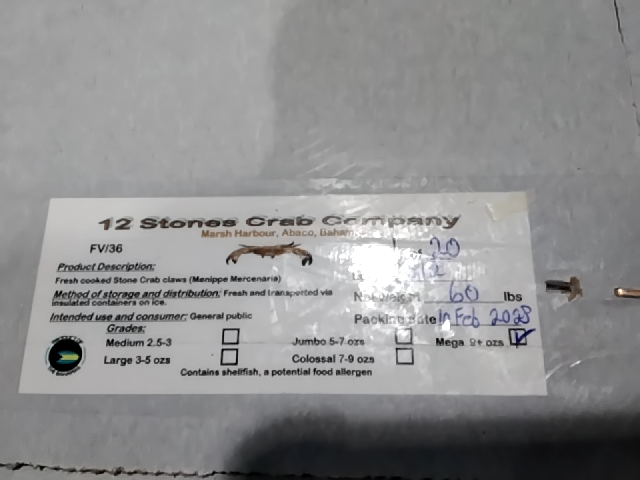 12 Stones Crab Company
Marsh Harbour, Abaco, Baham
FV/36
20
Product Description:
Fresh cooked Stone Crab claws (Menippe Mercenaria)
Method of storage and distribution: Fresh and transported via
insulated containers on ice.
Net weight 60 lbs
Intended use and consumer: General public
Packing date Feb 2023
Grades:
Medium 2.5-3
Jumbo 5-7 ozs
Mega 9+ ozs
Large 3-5 ozs
Colossal 7-9 ozs
Contains shellfish, a potential food allergen